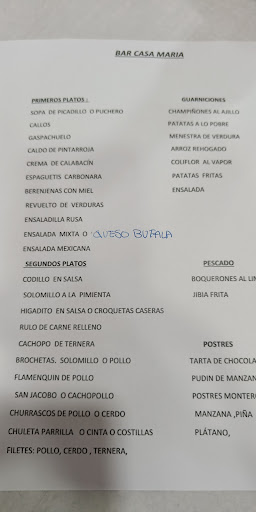 BAR CASA MARIA
PRIMEROS PLATOS :
SOPA DE PICADILLO O PUCHERO
CALLOS
GASPACHUELO
CALDO DE PINTARROJA
CREMA DE CALABACÍN
ESPAGUETIS CARBONARA
BERENJENAS CON MIEL
REVUELTO DE VERDURAS
ENSALADILLA RUSA
ENSALADA MIXTA O QUESO BUFALA
ENSALADA MEXICANA
GUARNICIONES
CHAMPIÑONES AL AJILLO
PATATAS A LO POBRE
MENESTRA DE VERDURA
ARROZ REHOGADO
COLIFLOR AL VAPOR
PATATAS FRITAS
ENSALADA
SEGUNDOS PLATOS
CODILLO EN SALSA
SOLOMILLO A LA PIMIENTA
HIGADITO EN SALSA O CROQUETAS CASERAS
RULO DE CARNE RELLENO
CACHOPO DE TERNERA
BROCHETAS. SOLOMILLO O POLLO
FLAMENQUIN DE POLLO
SAN JACOBO O CACHOPOLLO
CHURRASCOS DE POLLO O CERDO
CHULETA PARRILLA O CINTA O COSTILLAS
FILETES: POLLO, CERDO , TERNERA,
PESCADO
BOQUERONES AL LIM
JIBIA FRITA
POSTRES
TARTA DE CHOCOLA
PUDIN DE MANZAN
POSTRES MONTERO
MANZANA ,PIÑA
PLÁTANO,